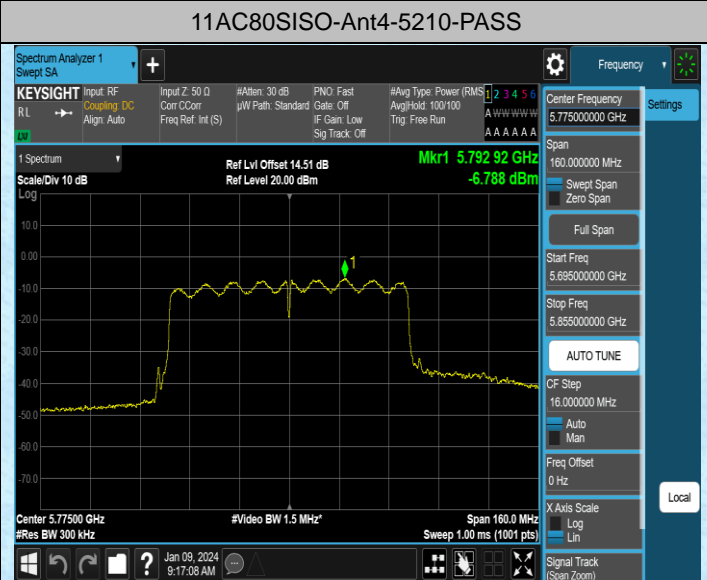 11AC80SISO-Ant4-5210-PASS
Spectrum Analyzer 1
Swept SA
Frequency
KEYSIGHT
RL
Input: RF
Coupling: DC
Align: Auto
Input Z: 50 Ω
Corr CCorr
Freq Ref: Int (S)
#Atten: 30 dB
µW Path: Standard
PNO: Fast
Gate: Off
IF Gain: Low
Sig Track: Off
#Avg Type: Power (RMS
Avg|Hold: 100/100
Trig: Free Run
1 2 3 4 5 6
A W W W W W
A A A A A A
1 Spectrum
Scale/Div 10 dB
Log
Ref Lvl Offset 14.51 dB
Ref Level 20.00 dBm
Mkr1 5.792 92 GHz
-6.788 dBm
10.0
0.00
-10.0
-20.0
-30.0
-40.0
-50.0
-60.0
-70.0
1
Center 5.77500 GHz
#Res BW 300 kHz
#Video BW 1.5 MHz*
Span 160.0 MHz
Sweep 1.00 ms (1001 pts)
Jan 09, 2024
9:17:08 AM
Center Frequency
5.775000000 GHz
Settings
Span
160.000000 MHz
Swept Span
Zero Span
Full Span
Start Freq
5.695000000 GHz
Stop Freq
5.855000000 GHz
AUTO TUNE
CF Step
16.000000 MHz
Auto
Man
Freq Offset
0 Hz
X Axis Scale
Log
Lin
Local
Signal Track
(Span Zoom)